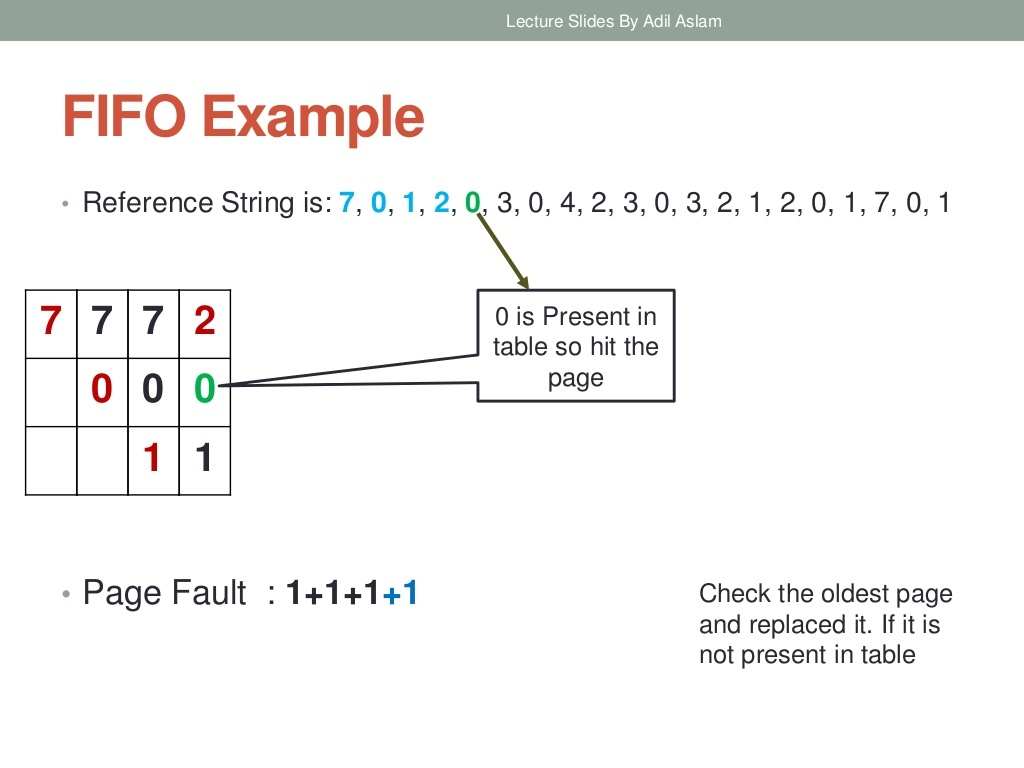 Lecture Slides By Adil Aslam
FIFO Example
• Reference String is: 7, 0, 1, 2, 0, 3, 0, 4, 2, 3, 0, 3, 2, 1, 2, 0, 1, 7, 0, 1
7 7 7 2
0 0 0
1 1
0 is Present in
table so hit the
page
• Page Fault : 1+1+1+1
Check the oldest page
and replaced it. If it is
not present in table